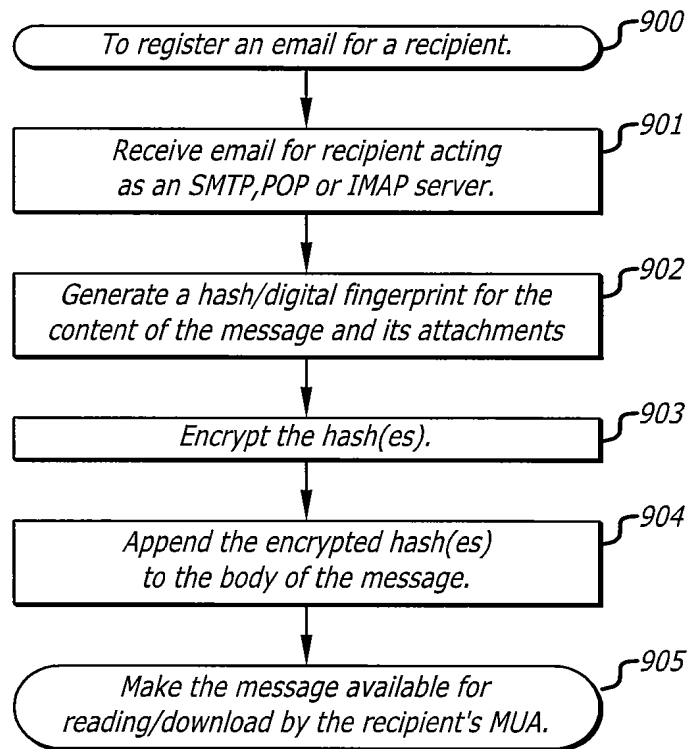 900
To register an email for a recipient.
901
Receive email for recipient acting
as an SMTP,POP or IMAP server.
902
Generate a hash/digital fingerprint for the
content of the message and its attachments
903
Encrypt the hash(es).
904
Append the encrypted hash(es)
to the body of the message.
905
Make the message available for
reading/download by the recipient's MUA.